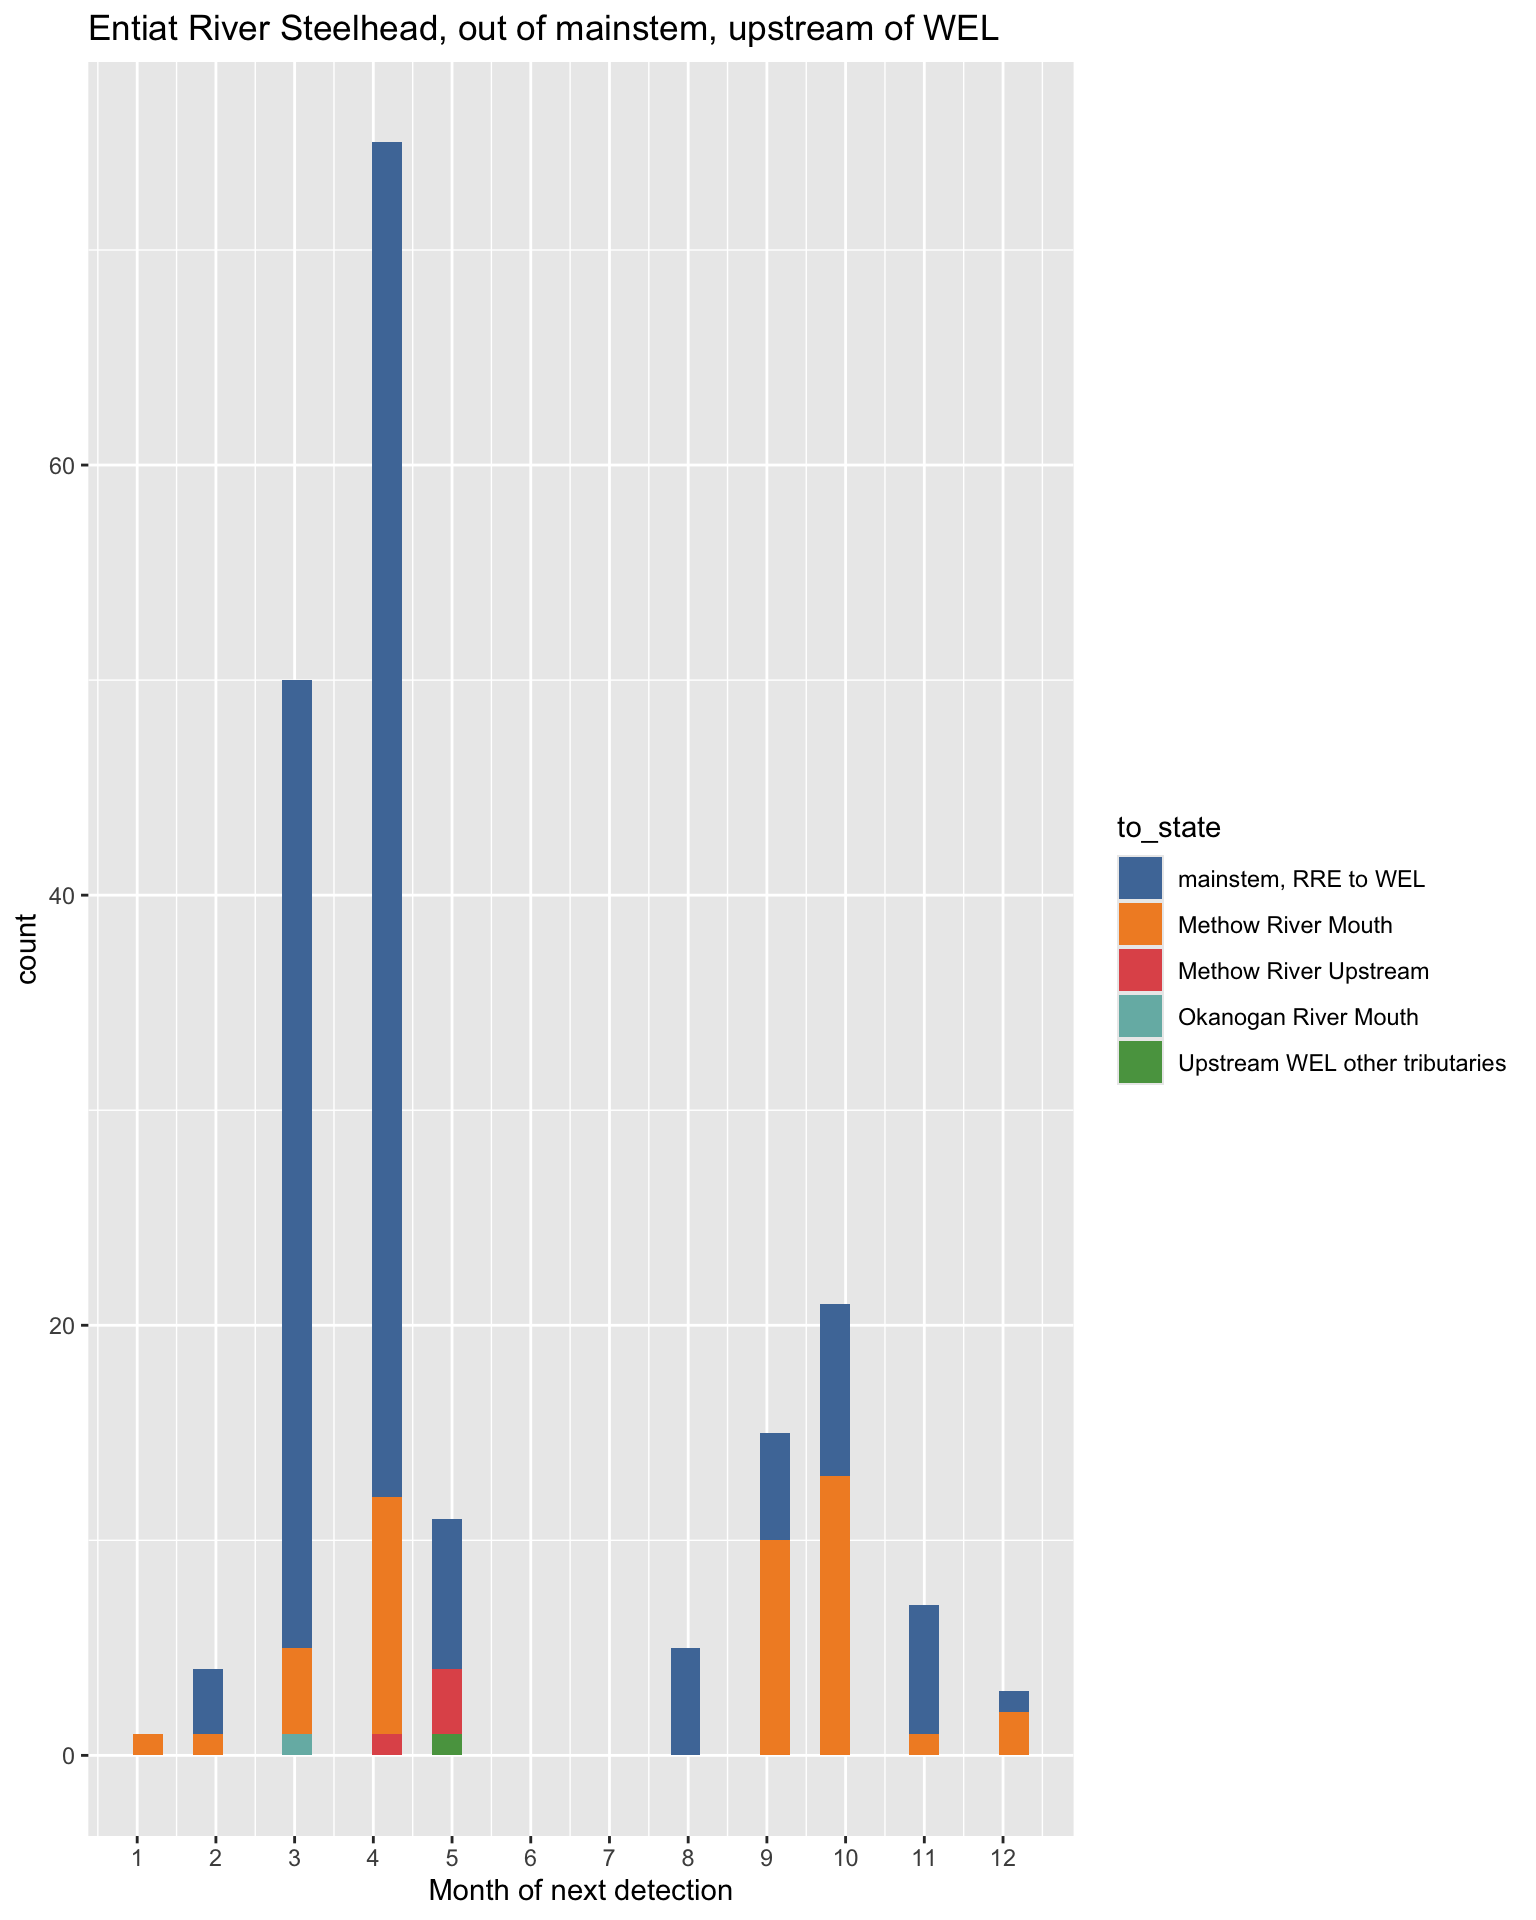 Entiat River Steelhead, out of mainstem, upstream of WEL
60
40
20
0
count
1 2 3 4 5 6 7 8 9 10 11 12
Month of next detection
to_state
mainstem, RRE to WEL
Methow River Mouth
Methow River Upstream
Okanogan River Mouth
Upstream WEL other tributaries